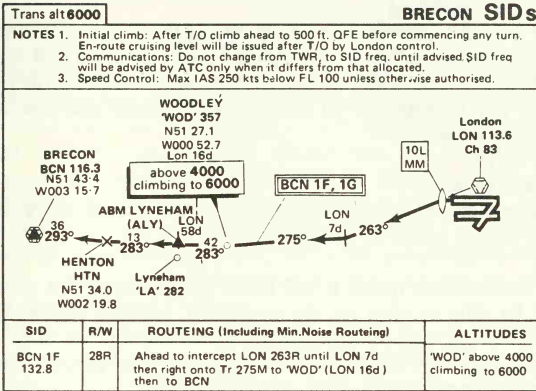 Trans alt 6000
BRECON SIDs
NOTES 1. Initial climb: After T/O climb ahead to 500 ft. QFE before commencing any turn.
En-route cruising level will be issued after T/O by London control.
2. Communications: Do not change from TWR, to SID freq. until advised. SID freq
will be advised by ATC only when it differs from that allocated.
3. Speed Control: Max IAS 250 kts below FL 100 unless otherwise authorised.
WOODLEY
'WOD' 357
N51 27.1
W000 52.7
Lon 16d
above 4000
climbing to 6000
London
LON 113.6
Ch 83
10L
MM
BRECON
BCN 116.3
N51 43.4
W003 15.7
BCN 1F, 1G
ABM LYNEHAM
(ALY)
LON
58d
LON
7d
263°
36
293°
13
283°
42
283°
275°
HENTON
HTN
N51 34.0
W002 19.8
Lyneham
'LA' 282
SID R/W ROUTEING (Including Min.Noise Routeing) ALTITUDES
BCN 1F 28R Ahead to intercept LON 263R until LON 7d 'WOD' above 4000
132.8 then right onto Tr 275M to 'WOD' (LON 16d) climbing to 6000
then to BCN